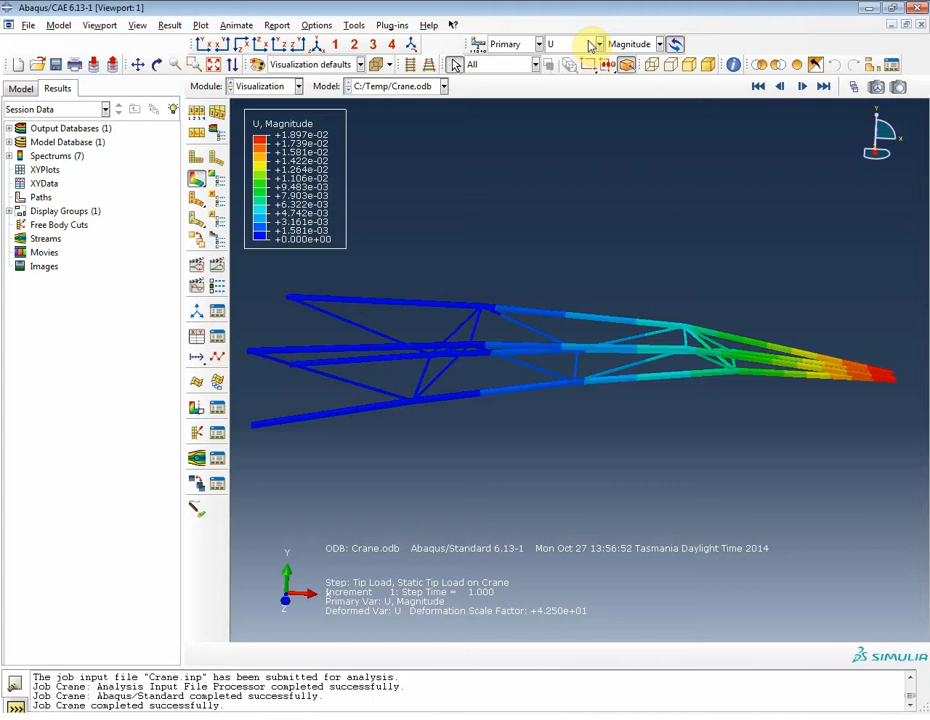 Abaqus/CAE 6.13-1 [Viewport: 1]
File Model Viewport View Result Plot Animate Report Options Tools Plug-ins Help
1 2 3 4 Primary U Magnitude
Visualization defaults All
Model Results Module: Visualization Model: C:/Temp/Crane.odb
Session Data
Output Databases (1)
Model Database (1)
Spectrums (7)
XYPlots
XYData
Paths
Display Groups (1)
Free Body Cuts
Streams
Movies
Images
U, Magnitude
+1.897e-02
+1.739e-02
+1.581e-02
+1.422e-02
+1.264e-02
+1.106e-02
+9.483e-03
+7.903e-03
+6.322e-03
+4.742e-03
+3.161e-03
+1.581e-03
+0.000e+00
Y
X
Y
Z
ODB: Crane.odb Abaqus/Standard 6.13-1 Mon Oct 27 13:56:52 Tasmania Daylight Time 2014
Step: Tip Load, Static Tip Load on Crane
Increment 1: Step Time = 1.000
Primary Var: U, Magnitude
Deformed Var: U Deformation Scale Factor: +4.250e+01
SIMULIA
The job input file "Crane.inp" has been submitted for analysis.
Job Crane: Analysis Input File Processor completed successfully.
Job Crane: Abaqus/Standard completed successfully.
Job Crane completed successfully.
>>>